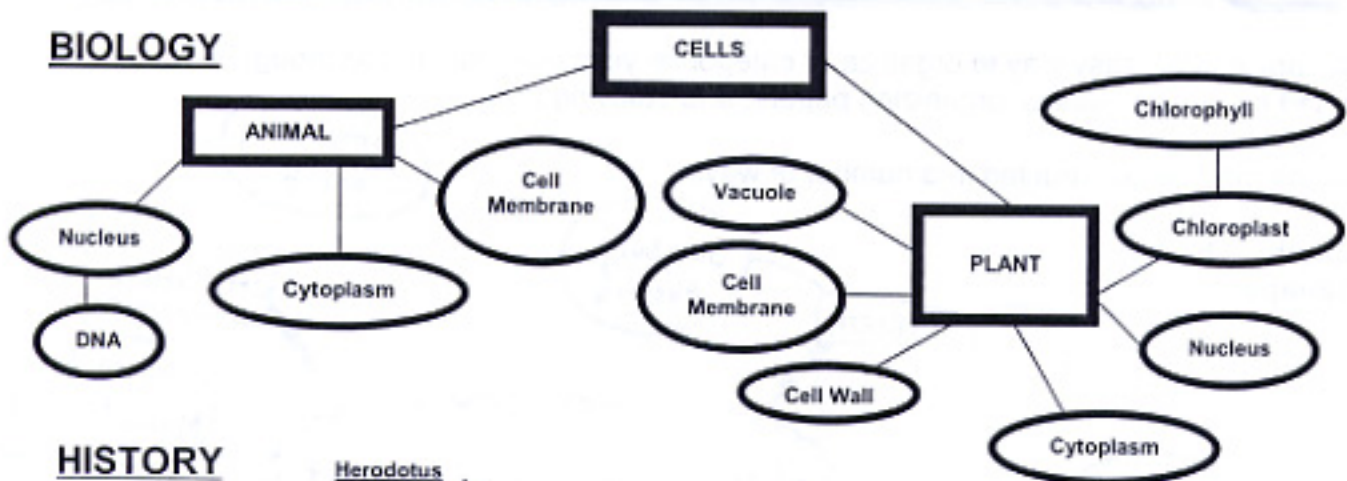 BIOLOGY
CELLS
ANIMAL
Chlorophyll
Cell
Membrane
Vacuole
Nucleus
Chloroplast
PLANT
Cytoplasm
Cell
Membrane
DNA
Nucleus
Cell Wall
Cytoplasm
HISTORY
Herodotus